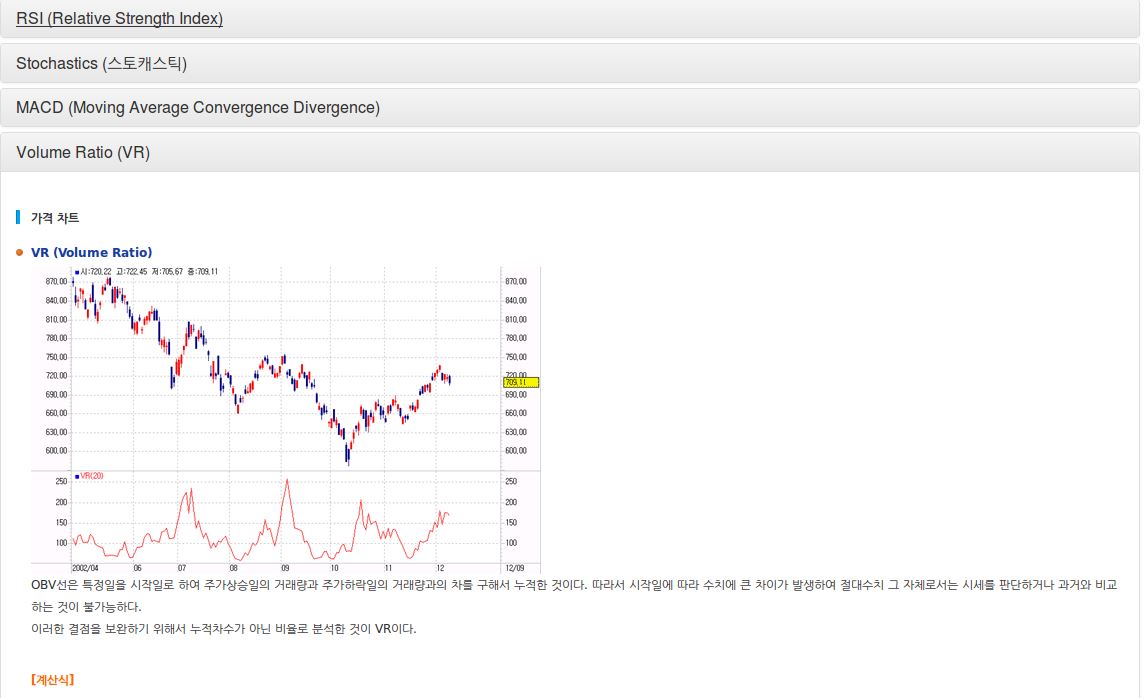 RSI (Relative Strength Index)
Stochastics (스토캐스틱)
MACD (Moving Average Convergence Divergence)
Volume Ratio (VR)
가격 차트
VR (Volume Ratio)
시:720,22 고:722,45 저:705,67 종:709,11
870,00 870,00
840,00 840,00
810,00 810,00
780,00 780,00
750,00 750,00
720,00 720,00
709,11
690,00 690,00
660,00 660,00
630,00 630,00
600,00 600,00
VR(20)
250 250
200 200
150 150
100 100
2002/04 06 07 08 09 10 11 12 12/09
OBV선은 특정일을 시작일로 하여 주가상승일의 거래량과 주가하락일의 거래량과의 차를 구해서 누적한 것이다. 따라서 시작일에 따라 수치에 큰 차이가 발생하여 절대수치 그 자체로서는 시세를 판단하거나 과거와 비교
하는 것이 불가능하다.
이러한 결점을 보완하기 위해서 누적차수가 아닌 비율로 분석한 것이 VR이다.
[계산식]